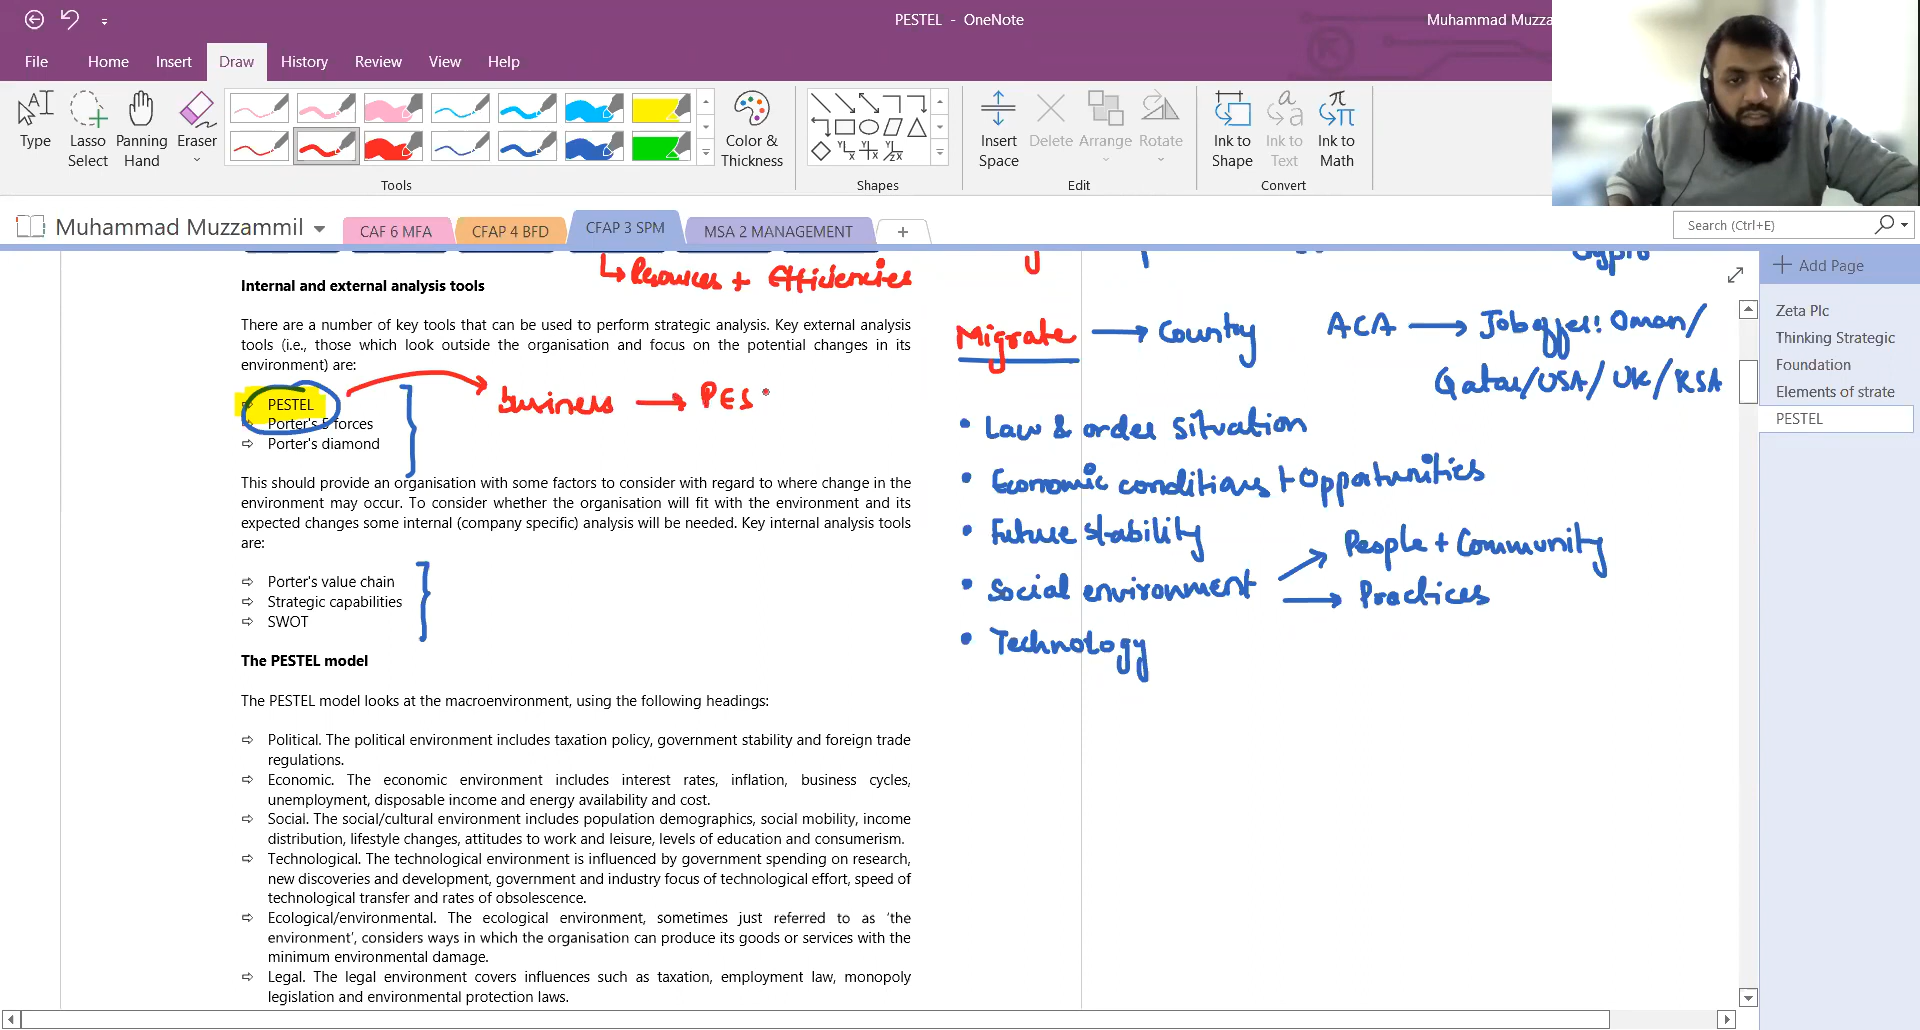 PESTEL - OneNote
Muhammad Muzza
File Home Insert Draw History Review View Help
Type
Lasso Select
Panning Hand
Eraser
Color & Thickness
Insert Space
Delete
Arrange
Rotate
Ink to Shape
Ink to Text
Ink to Math
Tools
Shapes
Edit
Convert
Muhammad Muzzammil
CAF 6 MFA
CFAP 4 BFD
CFAP 3 SPM
MSA 2 MANAGEMENT
Search (Ctrl+E)
Add Page
Zeta Plc
Thinking Strategic
Foundation
Elements of strate
PESTEL
Resources + Efficiencies
Crypto
Internal and external analysis tools
There are a number of key tools that can be used to perform strategic analysis. Key external analysis
tools (i.e., those which look outside the organisation and focus on the potential changes in its
environment) are:
⇨ PESTEL
⇨ Porter's 5 forces
⇨ Porter's diamond
business → PES
This should provide an organisation with some factors to consider with regard to where change in the
environment may occur. To consider whether the organisation will fit with the environment and its
expected changes some internal (company specific) analysis will be needed. Key internal analysis tools
are:
⇨ Porter's value chain
⇨ Strategic capabilities
⇨ SWOT
The PESTEL model
The PESTEL model looks at the macroenvironment, using the following headings:
⇨ Political. The political environment includes taxation policy, government stability and foreign trade
regulations.
⇨ Economic. The economic environment includes interest rates, inflation, business cycles,
unemployment, disposable income and energy availability and cost.
⇨ Social. The social/cultural environment includes population demographics, social mobility, income
distribution, lifestyle changes, attitudes to work and leisure, levels of education and consumerism.
⇨ Technological. The technological environment is influenced by government spending on research,
new discoveries and development, government and industry focus of technological effort, speed of
technological transfer and rates of obsolescence.
⇨ Ecological/environmental. The ecological environment, sometimes just referred to as 'the
environment', considers ways in which the organisation can produce its goods or services with the
minimum environmental damage.
⇨ Legal. The legal environment covers influences such as taxation, employment law, monopoly
legislation and environmental protection laws.
Migrate → Country ACA → Job offer: Oman/
Qatar/USA/UK/KSA
• Law & order situation
• Economic conditions + Opportunities
• Future stability
• Social environment → People + Community
→ Practices
• Technology